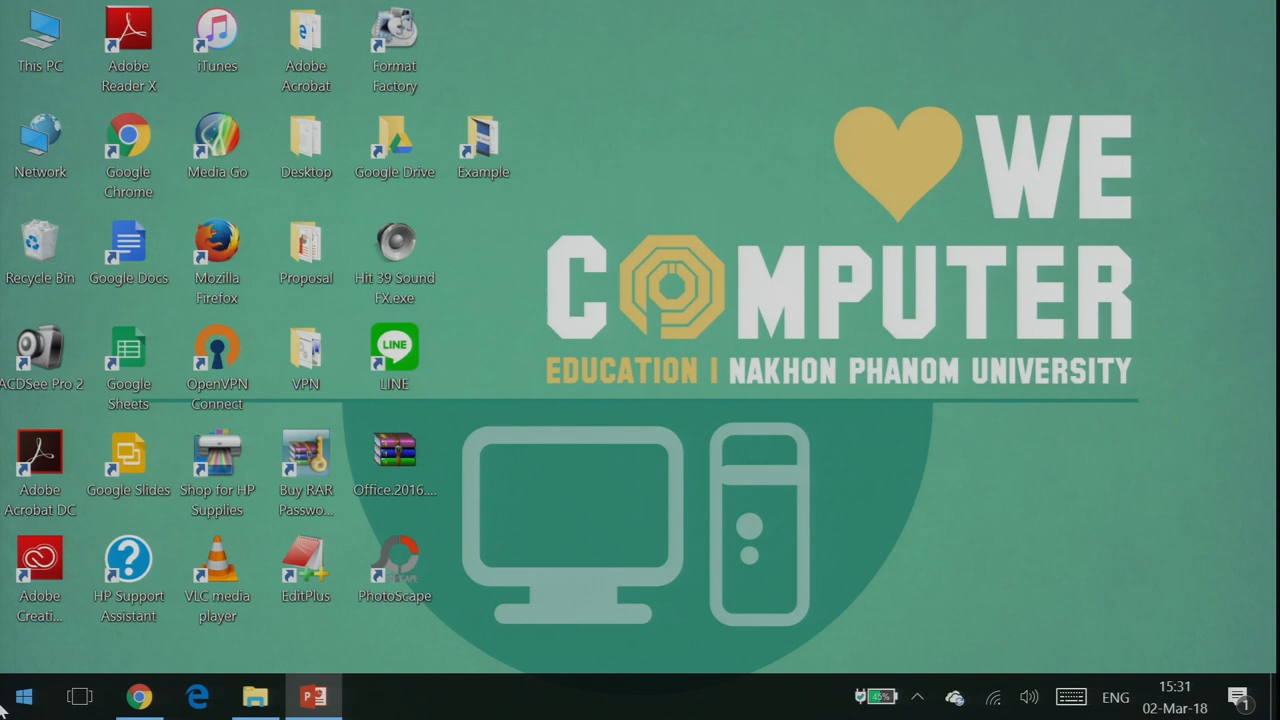 This PC
Adobe
Reader X
iTunes
Adobe
Acrobat
Format
Factory
Network
Google
Chrome
Media Go
Desktop
Google Drive
Example
Recycle Bin
Google Docs
Mozilla
Firefox
Proposal
Hit 39 Sound
FX.exe
ACDSee Pro 2
Google
Sheets
OpenVPN
Connect
VPN
LINE
LINE
Adobe
Acrobat DC
Google Slides
Shop for HP
Supplies
Buy RAR
Passwo...
Office.2016....
Adobe
Creati...
HP Support
Assistant
VLC media
player
EditPlus
PhotoScape
WE
COMPUTER
EDUCATION | NAKHON PHANOM UNIVERSITY
45%
ENG
15:31
02-Mar-18
1